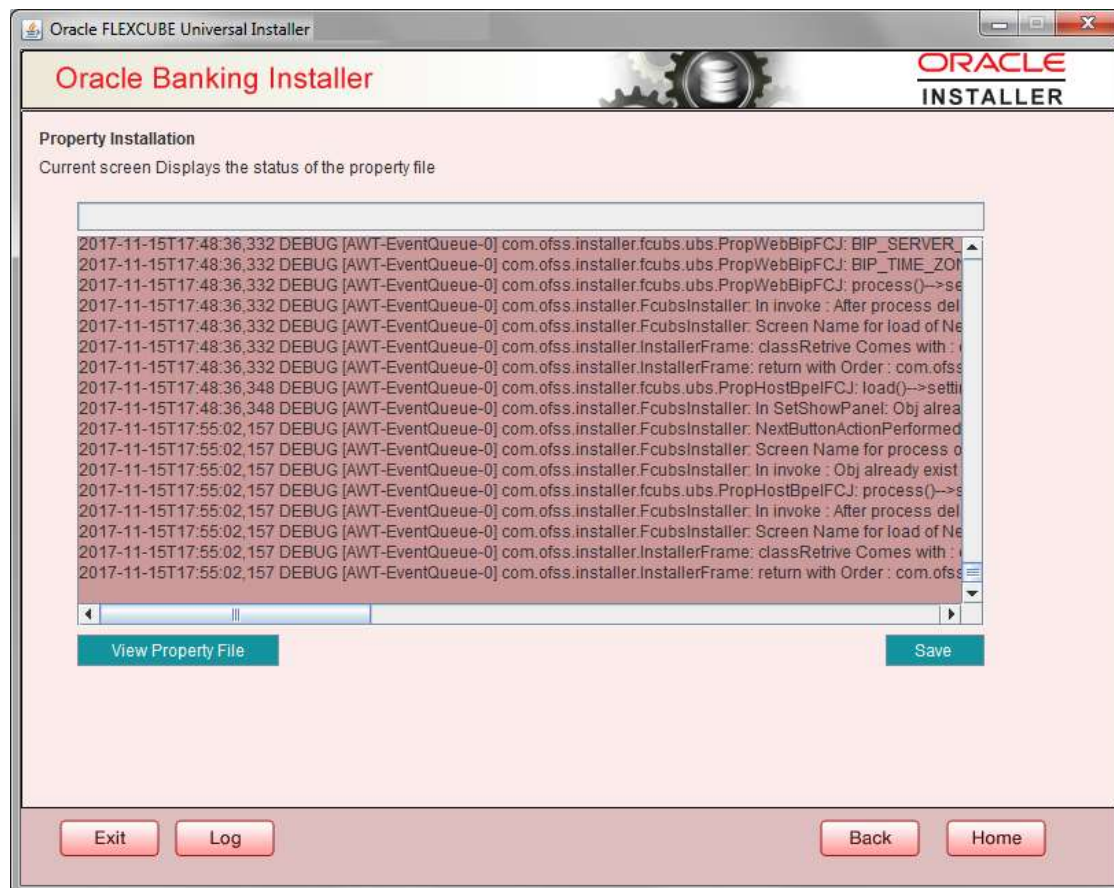 Oracle FLEXCUBE Universal Installer
Oracle Banking Installer
ORACLE
INSTALLER
Property Installation
Current screen Displays the status of the property file
2017-11-15T17:48:36,332 DEBUG [AWT-EventQueue-0] com.ofss.installer.fcubs.ubs.PropWebBipFCJ: BIP_SERVER_
2017-11-15T17:48:36,332 DEBUG [AWT-EventQueue-0] com.ofss.installer.fcubs.ubs.PropWebBipFCJ: BIP_TIME_ZON
2017-11-15T17:48:36,332 DEBUG [AWT-EventQueue-0] com.ofss.installer.fcubs.ubs.PropWebBipFCJ: process()-->se
2017-11-15T17:48:36,332 DEBUG [AWT-EventQueue-0] com.ofss.installer.FcubsInstaller: In invoke : After process del
2017-11-15T17:48:36,332 DEBUG [AWT-EventQueue-0] com.ofss.installer.FcubsInstaller: Screen Name for load of Ne
2017-11-15T17:48:36,332 DEBUG [AWT-EventQueue-0] com.ofss.installer.InstallerFrame: classRetrive Comes with :
2017-11-15T17:48:36,332 DEBUG [AWT-EventQueue-0] com.ofss.installer.InstallerFrame: return with Order : com.ofss
2017-11-15T17:48:36,348 DEBUG [AWT-EventQueue-0] com.ofss.installer.fcubs.ubs.PropHostBpelFCJ: load()-->settin
2017-11-15T17:48:36,348 DEBUG [AWT-EventQueue-0] com.ofss.installer.FcubsInstaller: In SetShowPanel: Obj alrea
2017-11-15T17:55:02,157 DEBUG [AWT-EventQueue-0] com.ofss.installer.FcubsInstaller: NextButtonActionPerformed
2017-11-15T17:55:02,157 DEBUG [AWT-EventQueue-0] com.ofss.installer.FcubsInstaller: Screen Name for process o
2017-11-15T17:55:02,157 DEBUG [AWT-EventQueue-0] com.ofss.installer.FcubsInstaller: In invoke : Obj already exist
2017-11-15T17:55:02,157 DEBUG [AWT-EventQueue-0] com.ofss.installer.fcubs.ubs.PropHostBpelFCJ: process()-->s
2017-11-15T17:55:02,157 DEBUG [AWT-EventQueue-0] com.ofss.installer.FcubsInstaller: In invoke : After process del
2017-11-15T17:55:02,157 DEBUG [AWT-EventQueue-0] com.ofss.installer.FcubsInstaller: Screen Name for load of Ne
2017-11-15T17:55:02,157 DEBUG [AWT-EventQueue-0] com.ofss.installer.InstallerFrame: classRetrive Comes with :
2017-11-15T17:55:02,157 DEBUG [AWT-EventQueue-0] com.ofss.installer.InstallerFrame: return with Order : com.ofss
View Property File
Save
Exit
Log
Back
Home